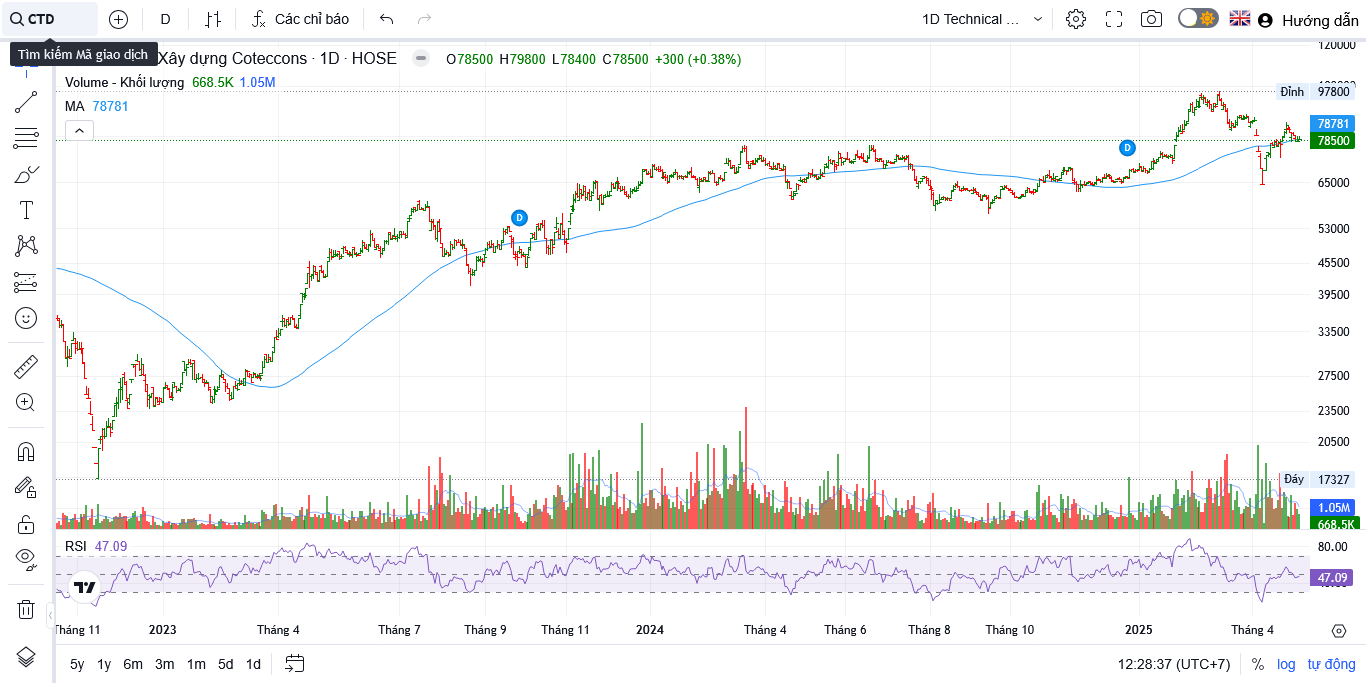 CTD D Các chỉ báo 1D Technical ... Hướng dẫn
Tìm kiếm Mã giao dịch
Xây dựng Coteccons · 1D · HOSE O78500 H79800 L78400 C78500 +300 (+0.38%)
Volume - Khối lượng 668.5K 1.05M
MA 78781
120000
Đỉnh 97800
78781
78500
65000
53000
45500
39500
33500
27500
23500
20500
Đáy 17327
1.05M
668.5K
RSI 47.09
80.00
47.09
D
D
Tháng 11 2023 Tháng 4 Tháng 7 Tháng 9 Tháng 11 2024 Tháng 4 Tháng 6 Tháng 8 Tháng 10 2025 Tháng 4
5y 1y 6m 3m 1m 5d 1d 12:28:37 (UTC+7) % log tự động